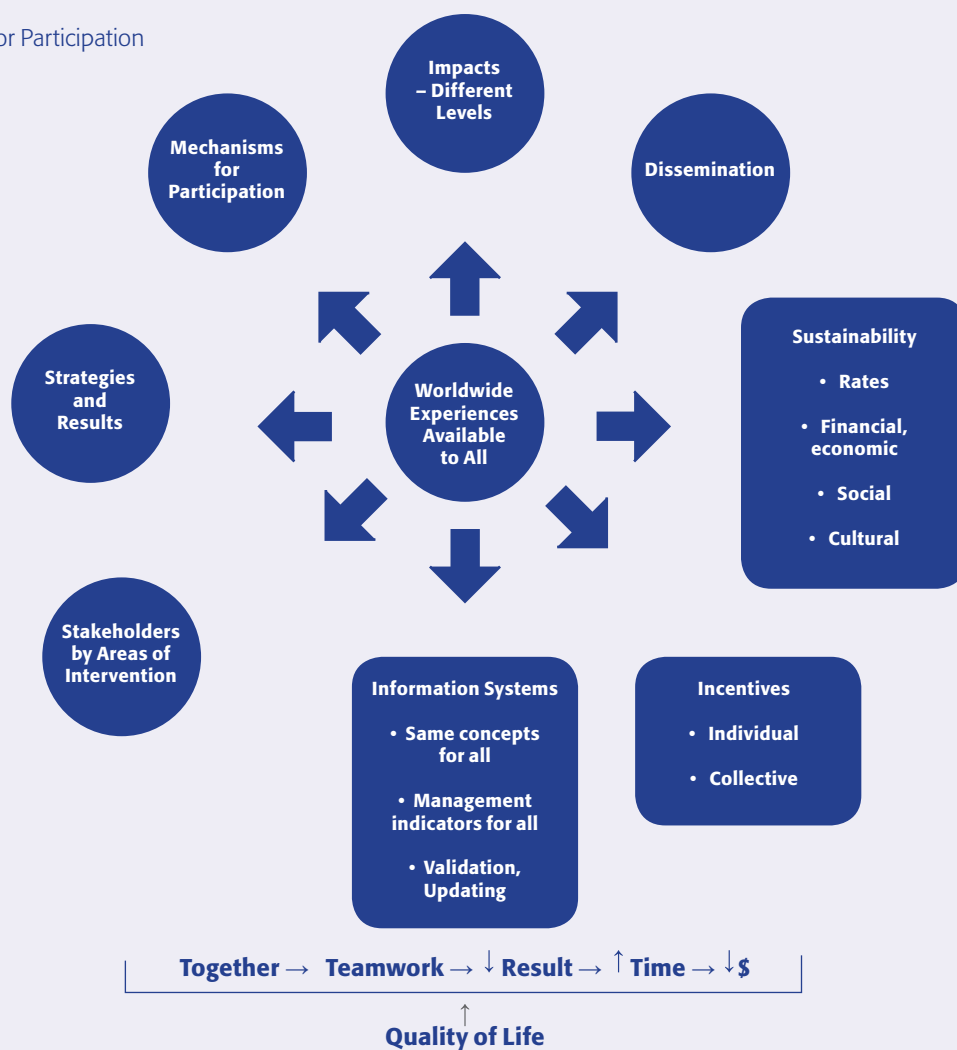 or Participation
Impacts
– Different
Levels
Mechanisms
for
Participation
Dissemination
Strategies
and
Results
Worldwide
Experiences
Available
to All
Sustainability
• Rates
• Financial,
economic
• Social
• Cultural
Stakeholders
by Areas of
Intervention
Information Systems
• Same concepts
for all
• Management
indicators for all
• Validation,
Updating
Incentives
• Individual
• Collective
Together → Teamwork → ↓ Result → ↑ Time → ↓ $
↑
Quality of Life